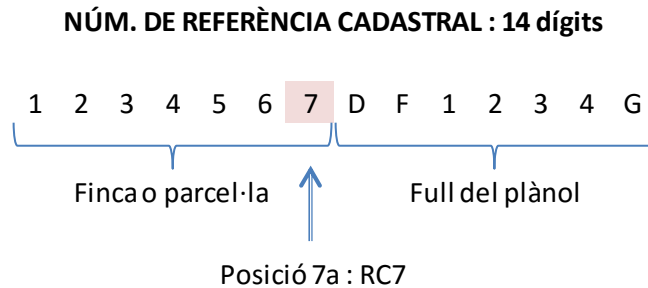 NÚM. DE REFERÈNCIA CADASTRAL : 14 dígits
1 2 3 4 5 6 7 D F 1 2 3 4 G
Finca o parcel·la Full del plànol
Posició 7a : RC7